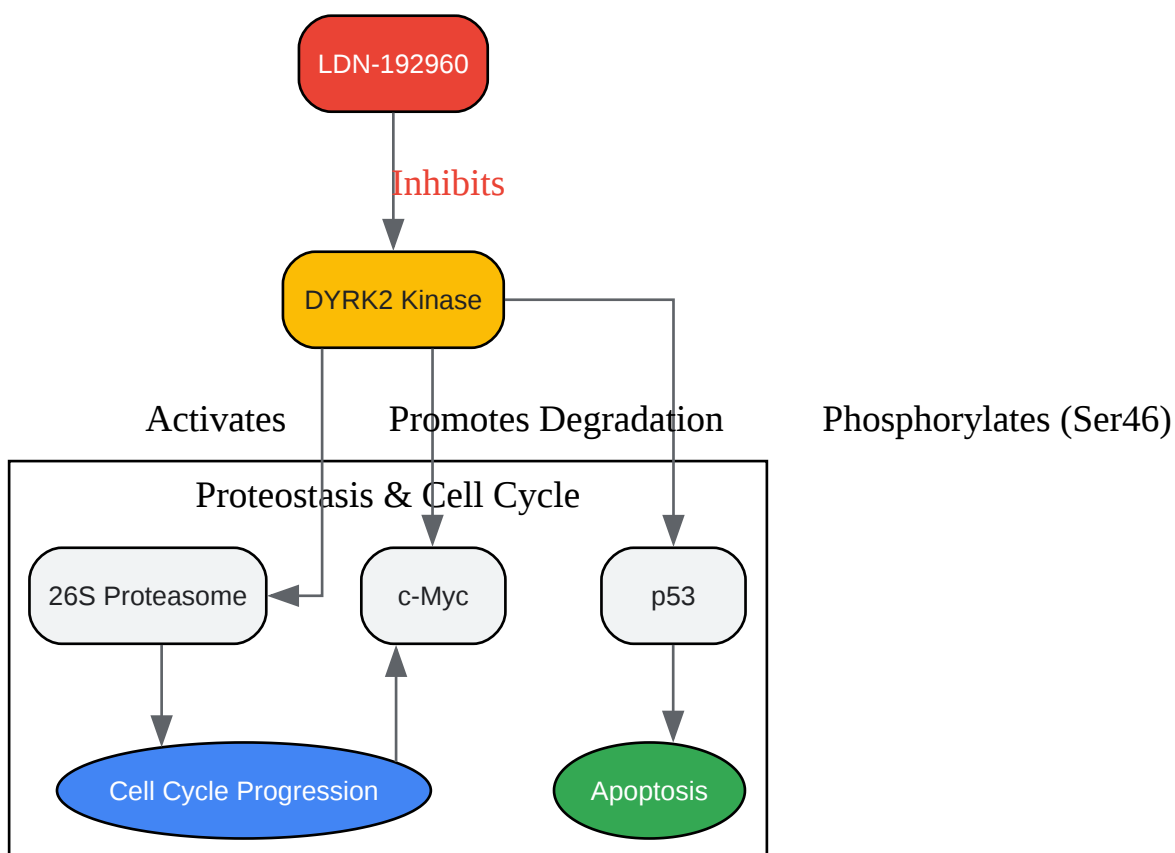 LDN-192960
Inhibits
DYRK2 Kinase
Activates
Promotes Degradation
Phosphorylates (Ser46)
Proteostasis & Cell Cycle
26S Proteasome
c-Myc
p53
Cell Cycle Progression
Apoptosis